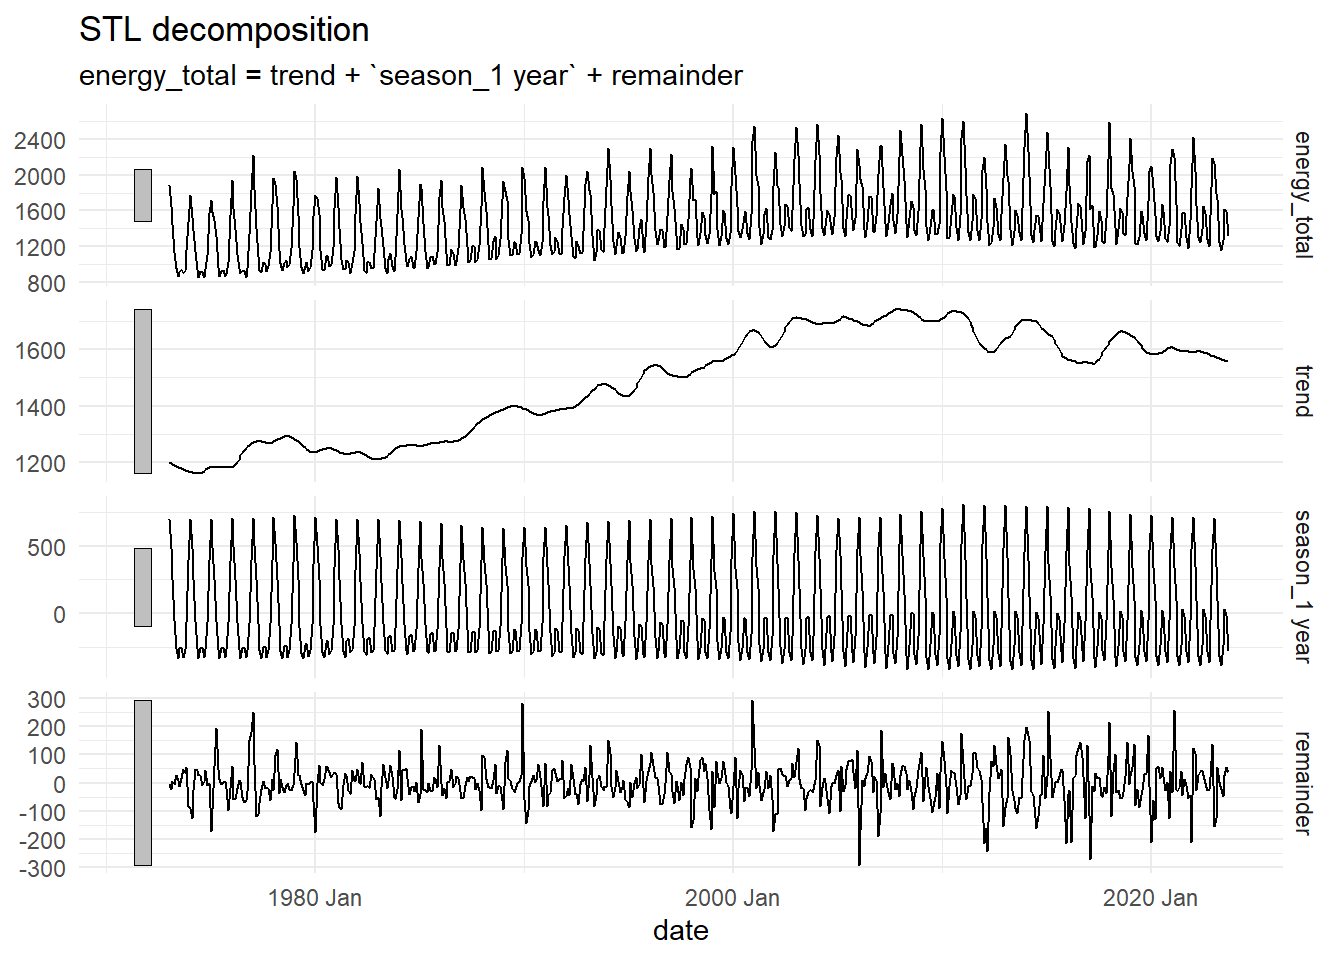 STL decomposition
energy_total = trend + `season_1 year` + remainder
2400
2000
1600
1200
800
energy_total
1600
1400
1200
trend
500
0
season_1 year
300
200
100
0
-100
-200
-300
remainder
1980 Jan
2000 Jan
2020 Jan
date